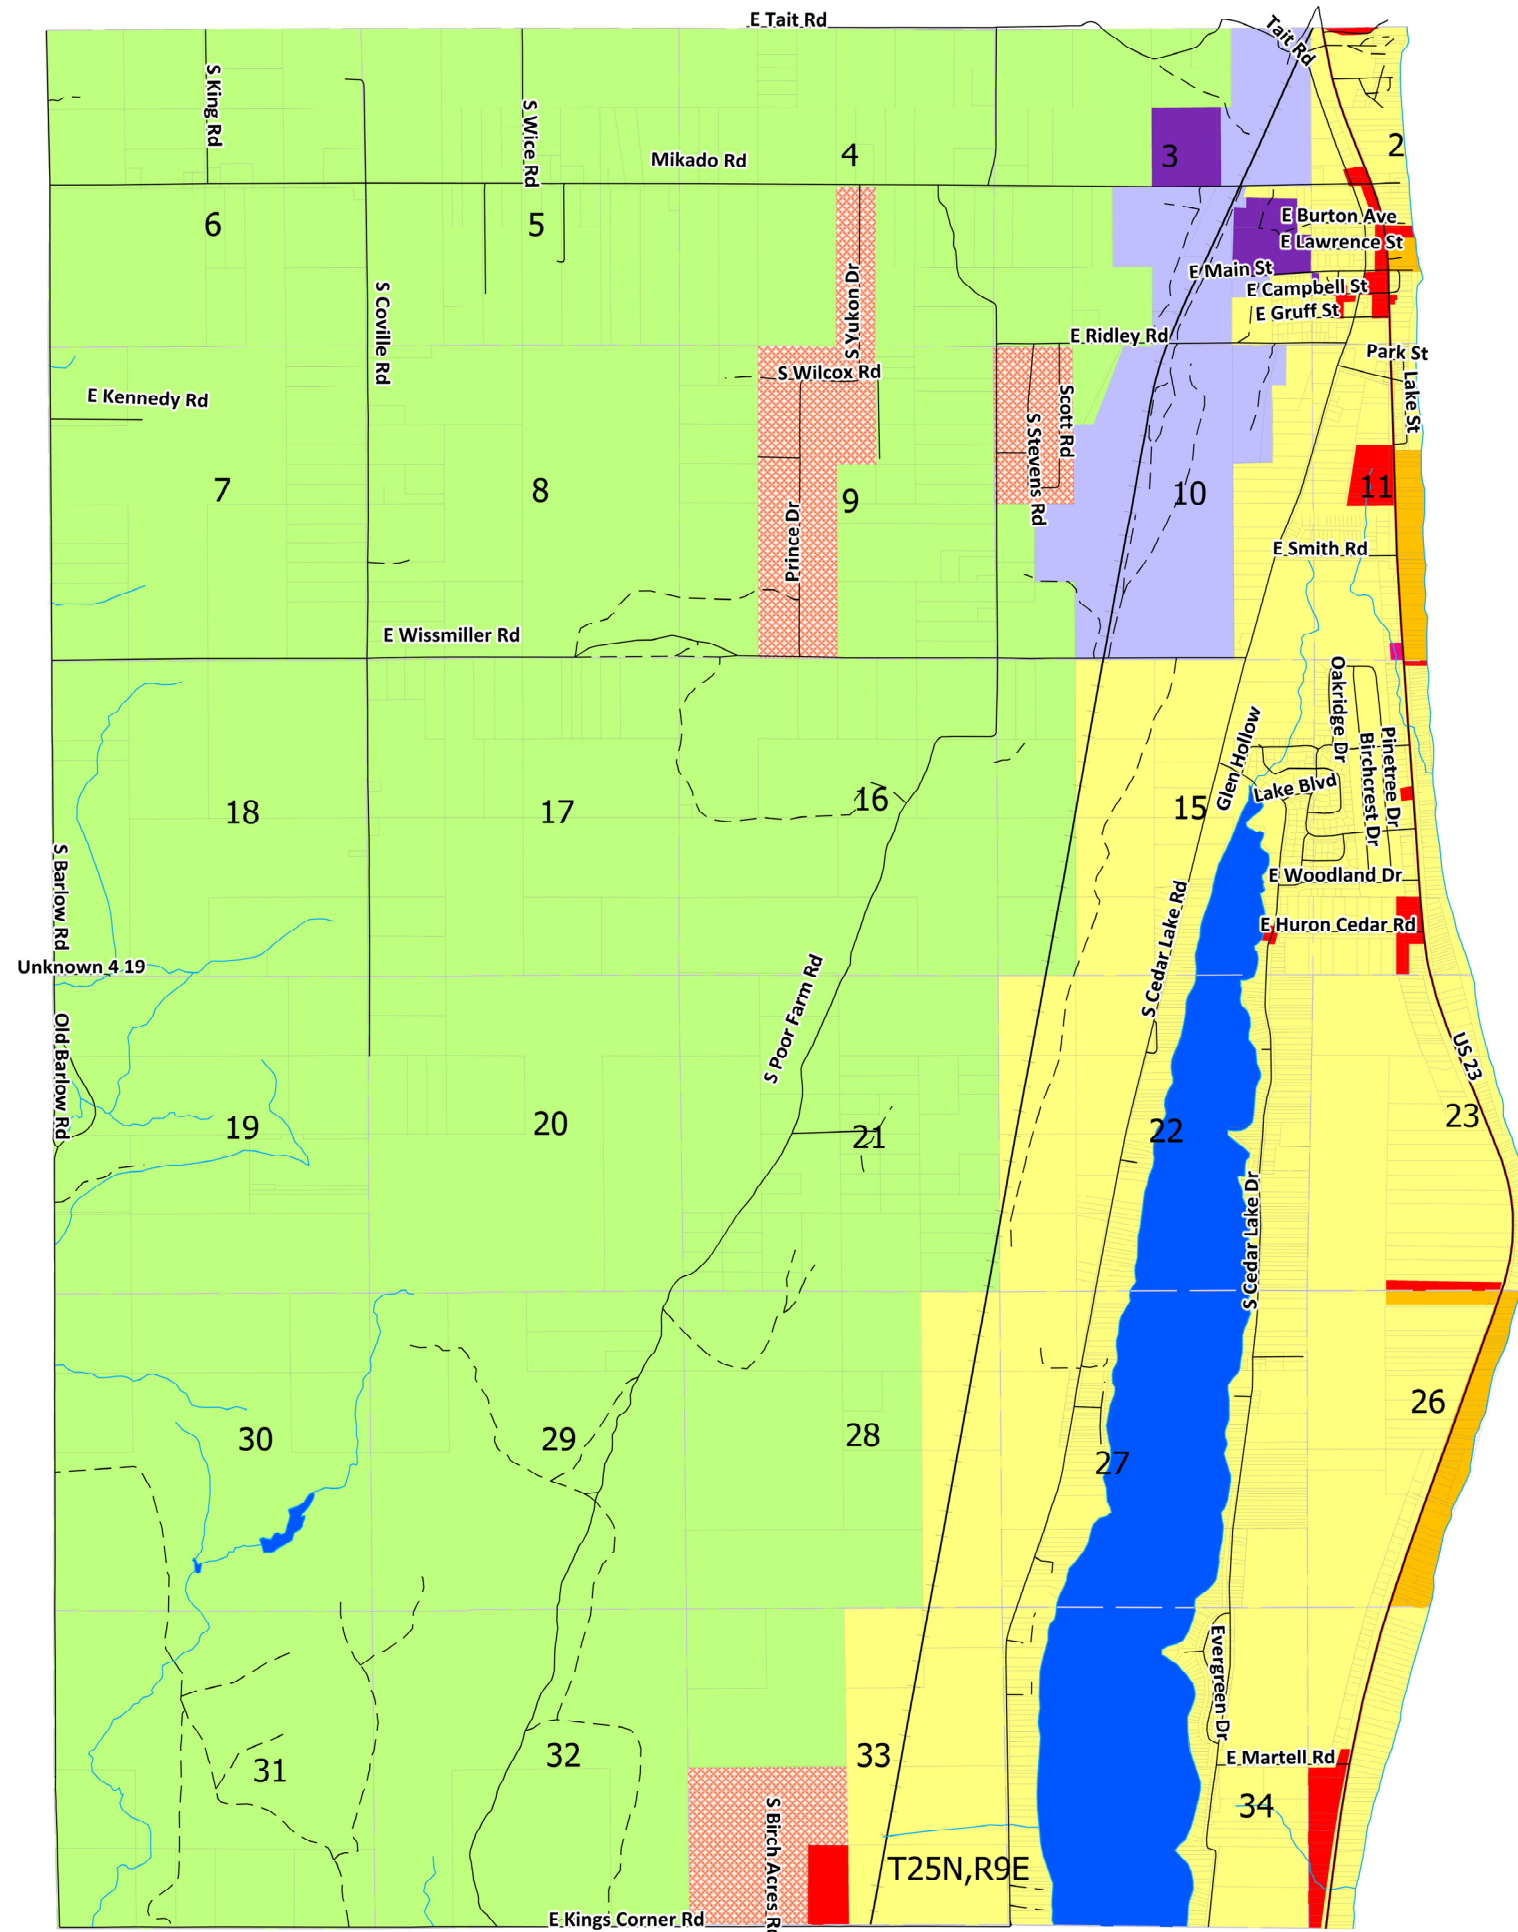 E Tait Rd
Tait Rd
S King Rd
S Wice Rd
Mikado Rd
4
3
2
6
5
E Burton Ave
E Lawrence St
E Main St
E Campbell St
E Gruff St
S Coville Rd
S Yukon Dr
E Ridley Rd
Park St
S Wilcox Rd
E Kennedy Rd
Lake St
Scott Rd
S Stevens Rd
7
8
9
10
11
Prince Dr
E Smith Rd
E Wissmiller Rd
Oakridge Dr
Birchcrest Dr
Pinetree Dr
Glen Hollow
Lake Blvd
18
17
16
15
E Woodland Dr
S Barlow Rd
E Huron Cedar Rd
Unknown 4 19
S Cedar Lake Rd
S Poor Farm Rd
Old Barlow Rd
US 23
19
20
21
22
23
S Cedar Lake Dr
30
29
28
27
26
Evergreen Dr
31
32
33
E Martell Rd
34
S Birch Acres Rd
T25N,R9E
E Kings Corner Rd